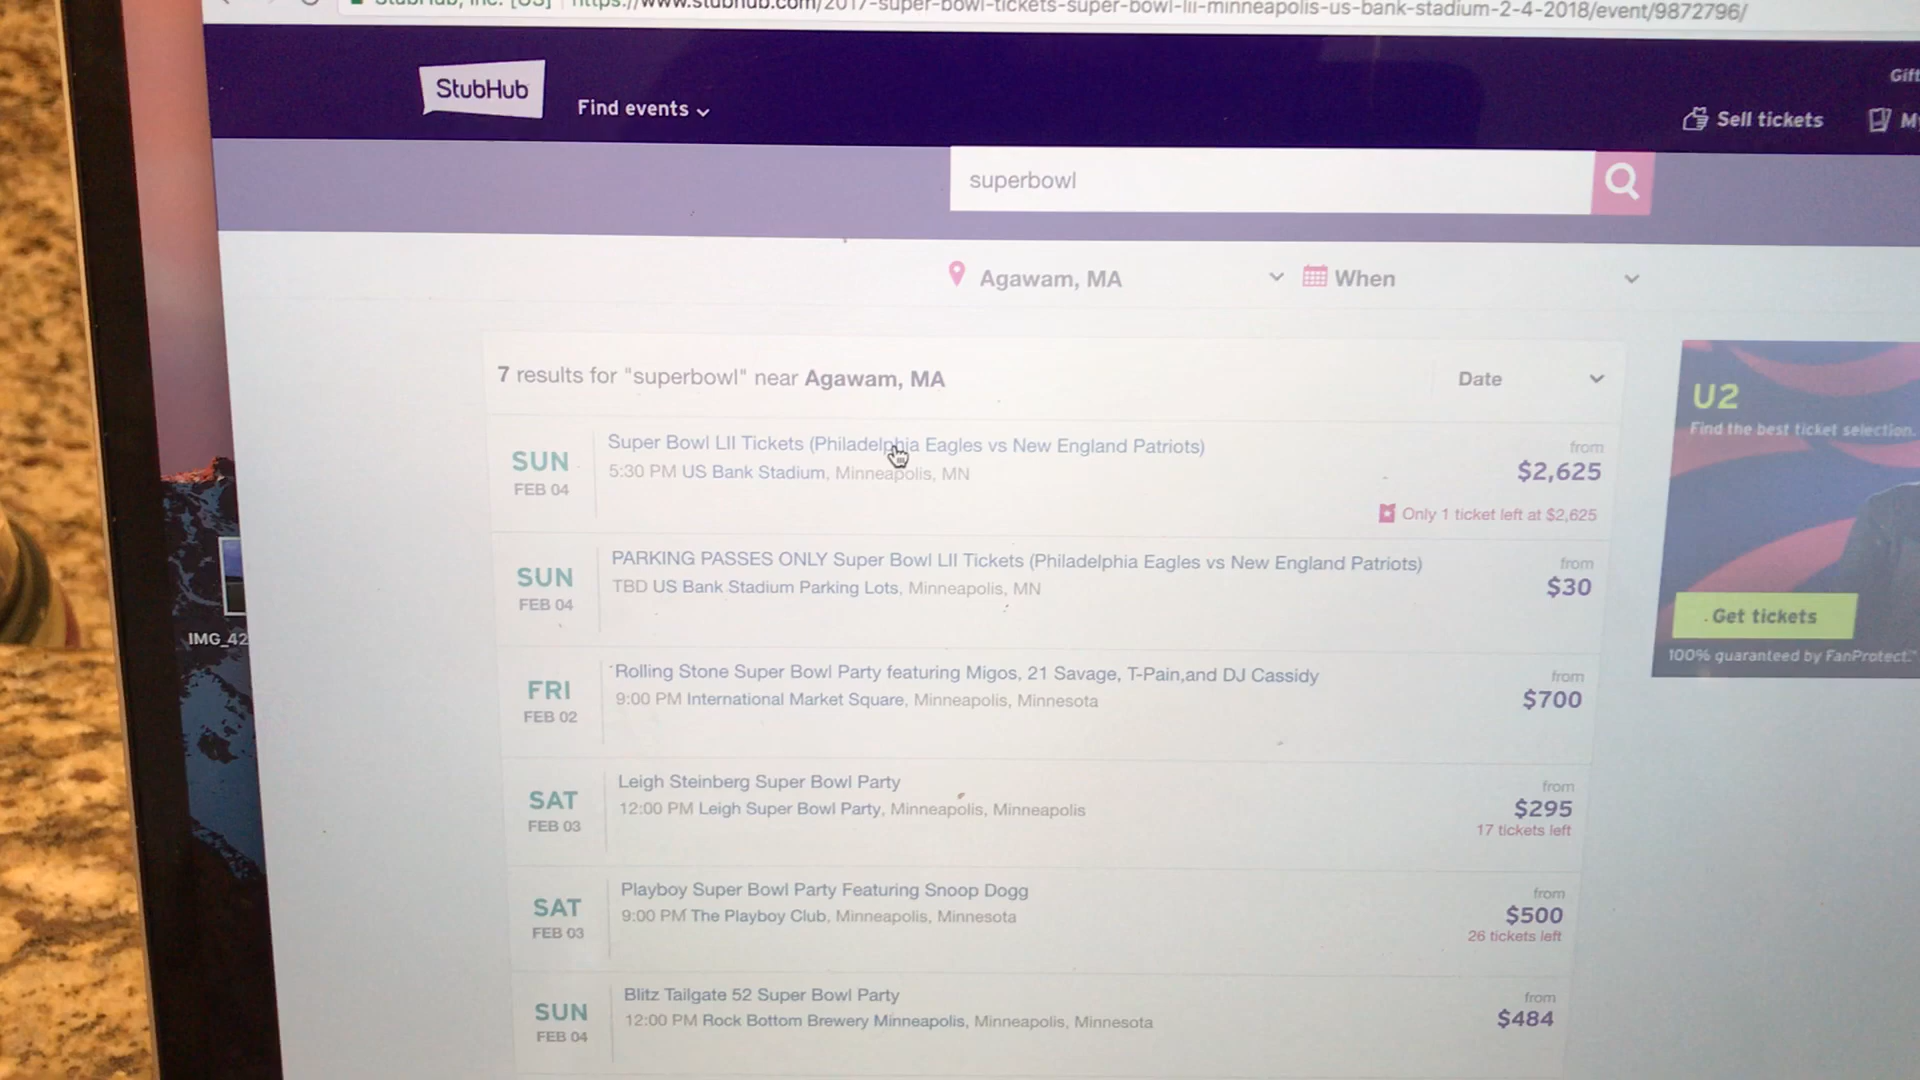 https://www.stubhub.com/2017-super-bowl-tickets-super-bowl-lii-minneapolis-us-bank-stadium-2-4-2018/event/9872796/
Gift
StubHub
Find events
Sell tickets
My
superbowl
Agawam, MA
When
7 results for "superbowl" near Agawam, MA
Date
U2
Find the best ticket selection.
Get tickets
100% guaranteed by FanProtect.™
SUN
FEB 04
Super Bowl LII Tickets (Philadelphia Eagles vs New England Patriots)
5:30 PM US Bank Stadium, Minneapolis, MN
from
$2,625
Only 1 ticket left at $2,625
SUN
FEB 04
PARKING PASSES ONLY Super Bowl LII Tickets (Philadelphia Eagles vs New England Patriots)
TBD US Bank Stadium Parking Lots, Minneapolis, MN
from
$30
IMG_42
FRI
FEB 02
Rolling Stone Super Bowl Party featuring Migos, 21 Savage, T-Pain,and DJ Cassidy
9:00 PM International Market Square, Minneapolis, Minnesota
from
$700
SAT
FEB 03
Leigh Steinberg Super Bowl Party
12:00 PM Leigh Super Bowl Party, Minneapolis, Minneapolis
from
$295
17 tickets left
SAT
FEB 03
Playboy Super Bowl Party Featuring Snoop Dogg
9:00 PM The Playboy Club, Minneapolis, Minnesota
from
$500
26 tickets left
SUN
FEB 04
Blitz Tailgate 52 Super Bowl Party
12:00 PM Rock Bottom Brewery Minneapolis, Minneapolis, Minnesota
from
$484